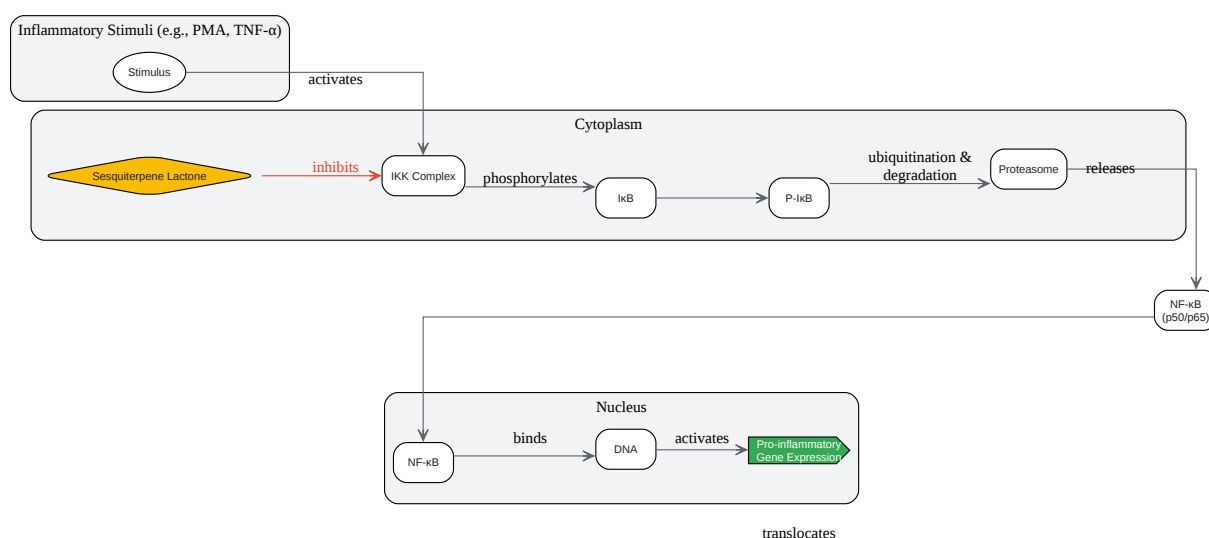 Inflammatory Stimuli (e.g., PMA, TNF-α)
Stimulus
activates
Cytoplasm
Sesquiterpene Lactone
inhibits
IKK Complex
phosphorylates
IκB
P-IκB
ubiquitination &
degradation
Proteasome
releases
NF-κB
(p50/p65)
Nucleus
NF-κB
binds
DNA
activates
Pro-inflammatory
Gene Expression
translocates